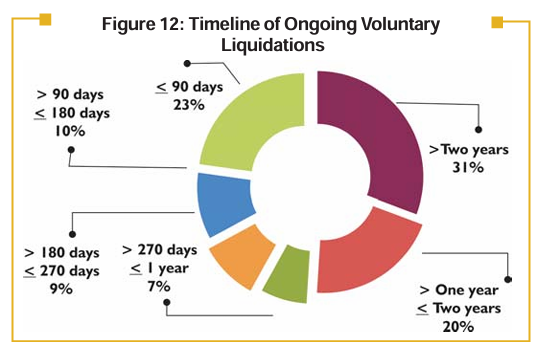 Figure 12: Timeline of Ongoing Voluntary
Liquidations
≤ 90 days
23%
> 90 days
≤ 180 days
10%
> Two years
31%
> 180 days
≤ 270 days
9%
> 270 days
≤ 1 year
7%
> One year
≤ Two years
20%